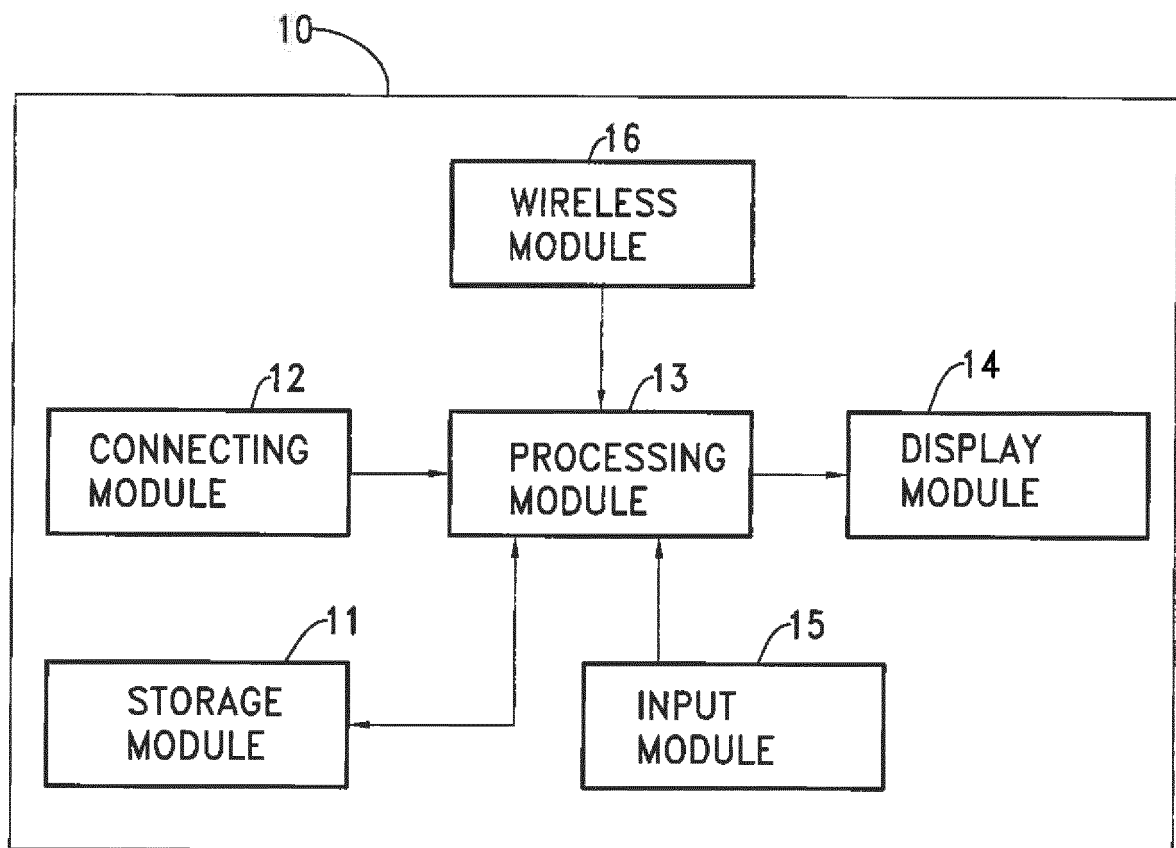 10
16
WIRELESS
MODULE
12
CONNECTING
MODULE
13
PROCESSING
MODULE
14
DISPLAY
MODULE
11
STORAGE
MODULE
15
INPUT
MODULE